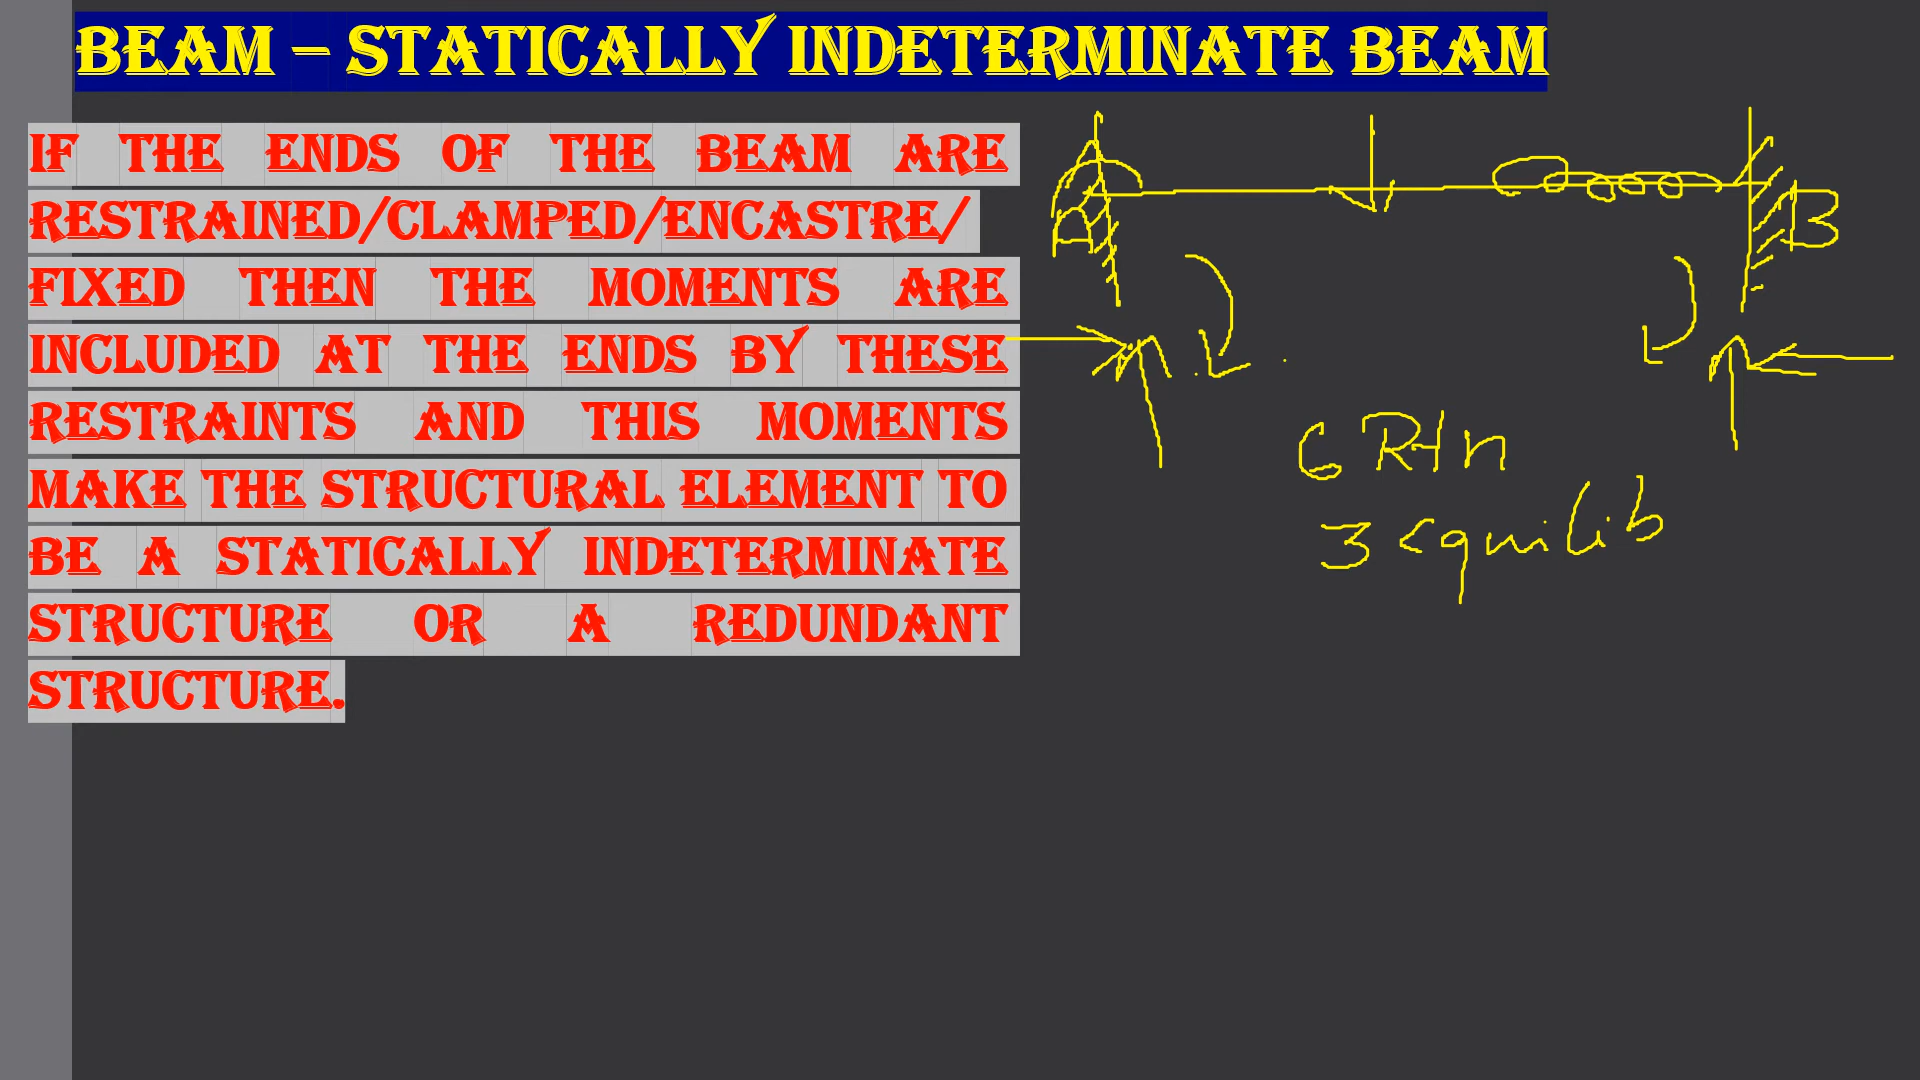 BEAM – STATICALLY INDETERMINATE BEAM
IF THE ENDS OF THE BEAM ARE
RESTRAINED/CLAMPED/ENCASTRE/
FIXED THEN THE MOMENTS ARE
INCLUDED AT THE ENDS BY THESE
RESTRAINTS AND THIS MOMENTS
MAKE THE STRUCTURAL ELEMENT TO
BE A STATICALLY INDETERMINATE
STRUCTURE OR A REDUNDANT
STRUCTURE.
A
B
6 Rtn
3 equilib